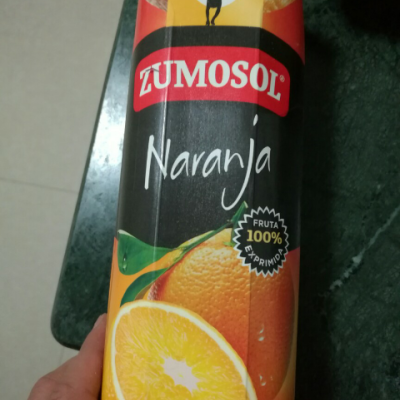 ZUMOSOL®
Naranja
FRUTA
100%
EXPRIMIDA